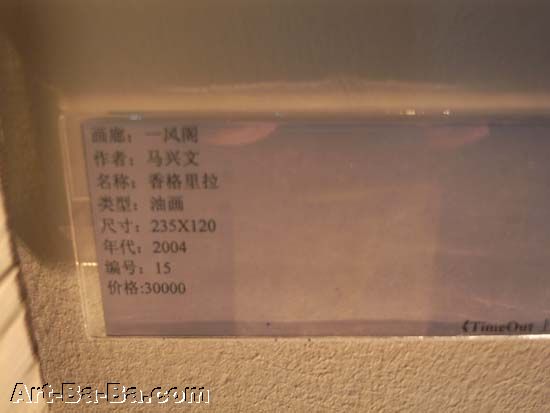 画廊：一风阁
作者：马兴文
名称：香格里拉
类型：油画
尺寸：235X120
年代：2004
编号：15
价格:30000
《TimeOut
Art-Ba-Ba.com